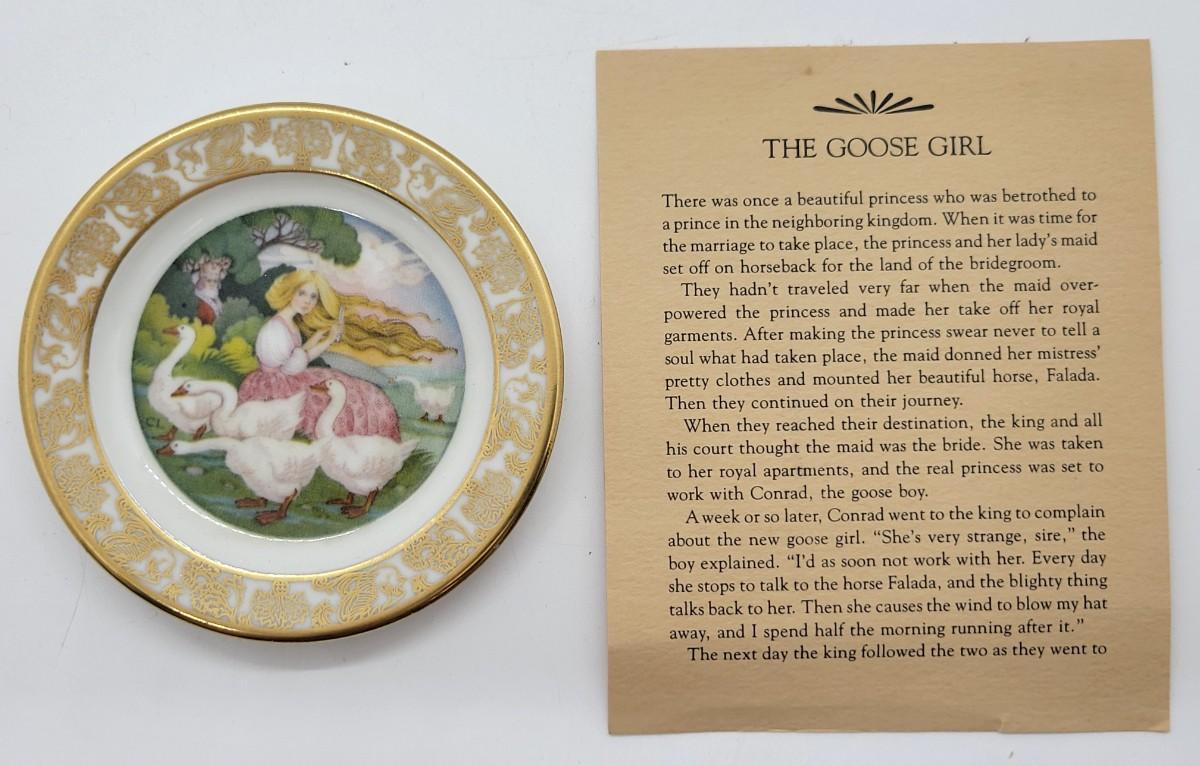 CL
THE GOOSE GIRL
There was once a beautiful princess who was betrothed to
a prince in the neighboring kingdom. When it was time for
the marriage to take place, the princess and her lady's maid
set off on horseback for the land of the bridegroom.
They hadn't traveled very far when the maid over-
powered the princess and made her take off her royal
garments. After making the princess swear never to tell a
soul what had taken place, the maid donned her mistress'
pretty clothes and mounted her beautiful horse, Falada.
Then they continued on their journey.
When they reached their destination, the king and all
his court thought the maid was the bride. She was taken
to her royal apartments, and the real princess was set to
work with Conrad, the goose boy.
A week or so later, Conrad went to the king to complain
about the new goose girl. “She's very strange, sire,” the
boy explained. “I'd as soon not work with her. Every day
she stops to talk to the horse Falada, and the blighty thing
talks back to her. Then she causes the wind to blow my hat
away, and I spend half the morning running after it.”
The next day the king followed the two as they went to